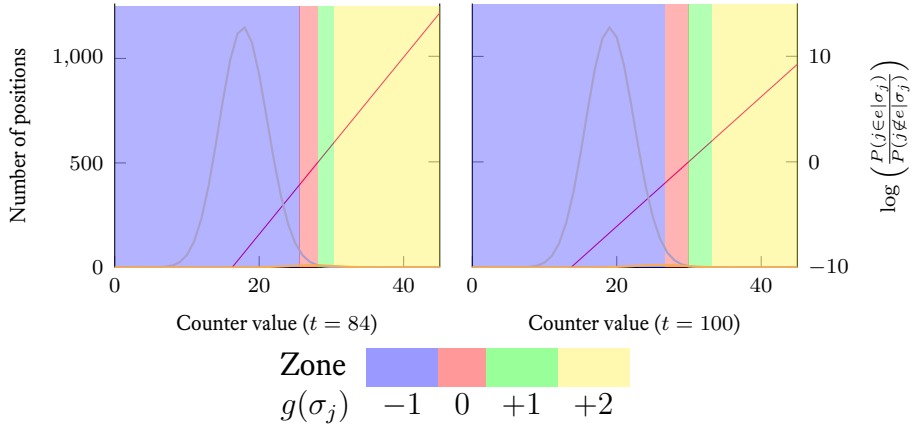 Number of positions
1,000
500
0
0 20 40
Counter value (t = 84)
0 20 40
Counter value (t = 100)
10
0
−10
log (P(j∈e|σ_j) / P(j∉e|σ_j))
Zone
g(σ_j) −1 0 +1 +2